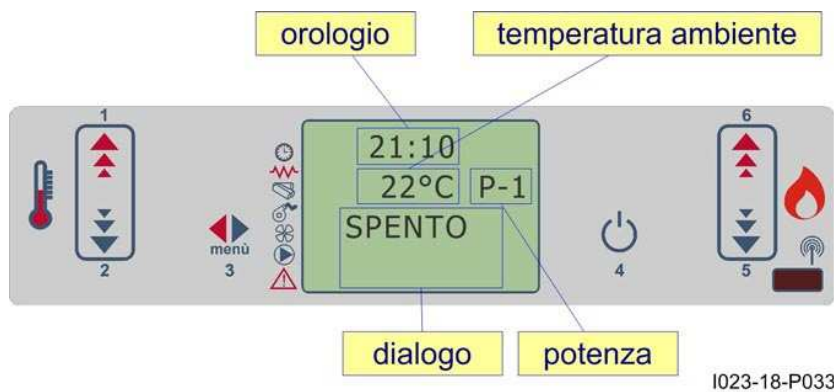 orologio
temperatura ambiente
1
6
21:10
22°C P-1
SPENTO
menù
2
3
4
5
dialogo
potenza
I023-18-P033